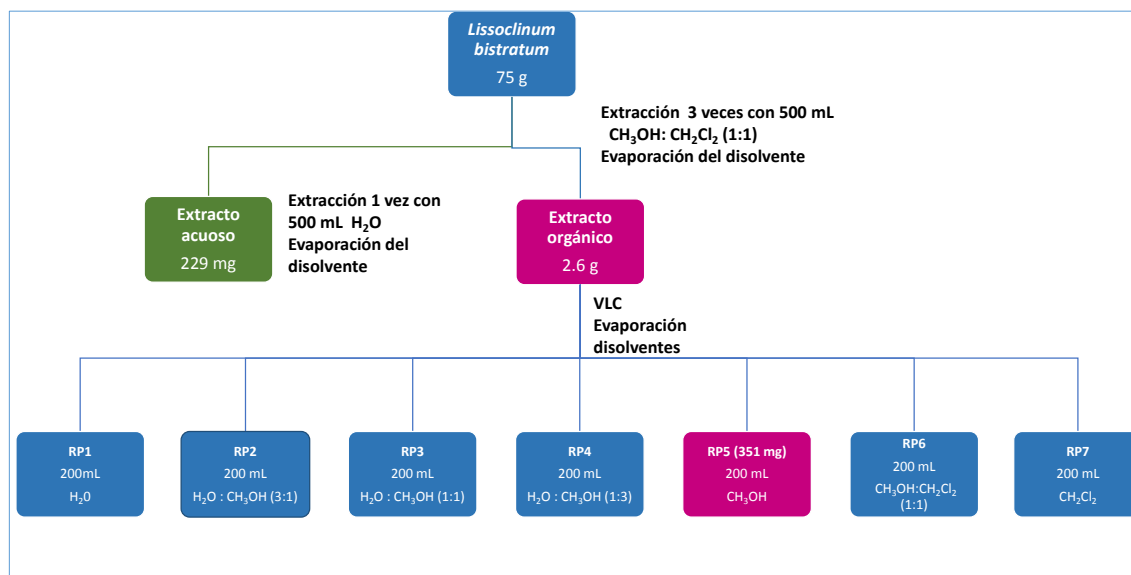 Lissoclinum
bistratum
75 g
Extracción 3 veces con 500 mL
CH₃OH: CH₂Cl₂ (1:1)
Evaporación del disolvente
Extracto
acuoso
229 mg
Extracción 1 vez con
500 mL H₂O
Evaporación del
disolvente
Extracto
orgánico
2.6 g
VLC
Evaporación
disolventes
RP1
200mL
H₂0
RP2
200 mL
H₂O : CH₃OH (3:1)
RP3
200 mL
H₂O : CH₃OH (1:1)
RP4
200 mL
H₂O : CH₃OH (1:3)
RP5 (351 mg)
200 mL
CH₃OH
RP6
200 mL
CH₃OH:CH₂Cl₂
(1:1)
RP7
200 mL
CH₂Cl₂